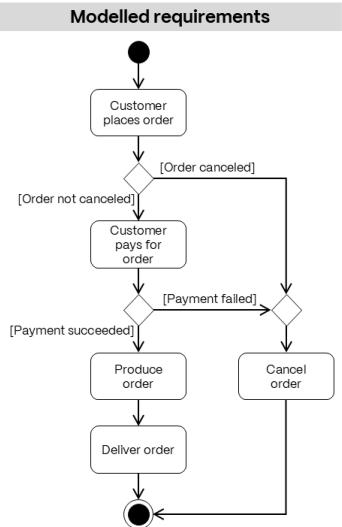 Modelled requirements
Customer
places order
[Order canceled]
[Order not canceled]
Customer
pays for
order
[Payment failed]
[Payment succeeded]
Produce
order
Cancel
order
Deliver order